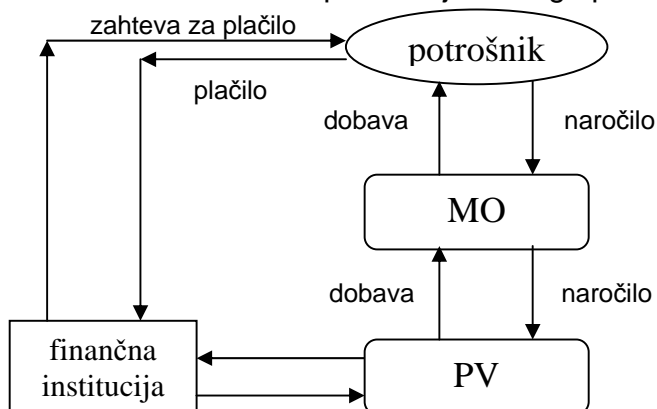 zahteva za plačilo
potrošnik
plačilo
dobava
naročilo
MO
dobava
naročilo
finančna
institucija
PV